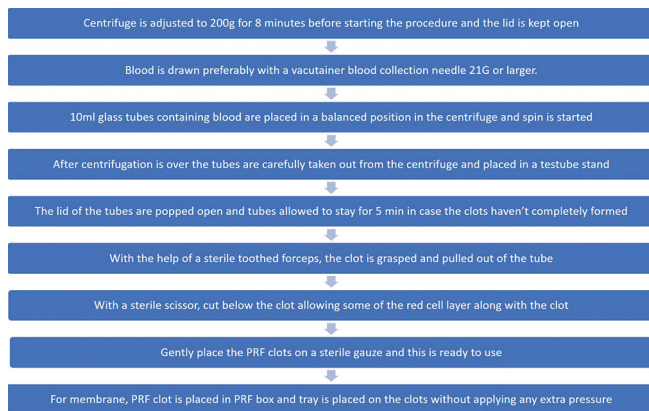 Centrifuge is adjusted to 200g for 8 minutes before starting the procedure and the lid is kept open
Blood is drawn preferably with a vacutainer blood collection needle 21G or larger.
10ml glass tubes containing blood are placed in a balanced position in the centrifuge and spin is started
After centrifugation is over the tubes are carefully taken out from the centrifuge and placed in a testube stand
The lid of the tubes are popped open and tubes allowed to stay for 5 min in case the clots haven't completely formed
With the help of a sterile toothed forceps, the clot is grasped and pulled out of the tube
With a sterile scissor, cut below the clot allowing some of the red cell layer along with the clot
Gently place the PRF clots on a sterile gauze and this is ready to use
For membrane, PRF clot is placed in PRF box and tray is placed on the clots without applying any extra pressure